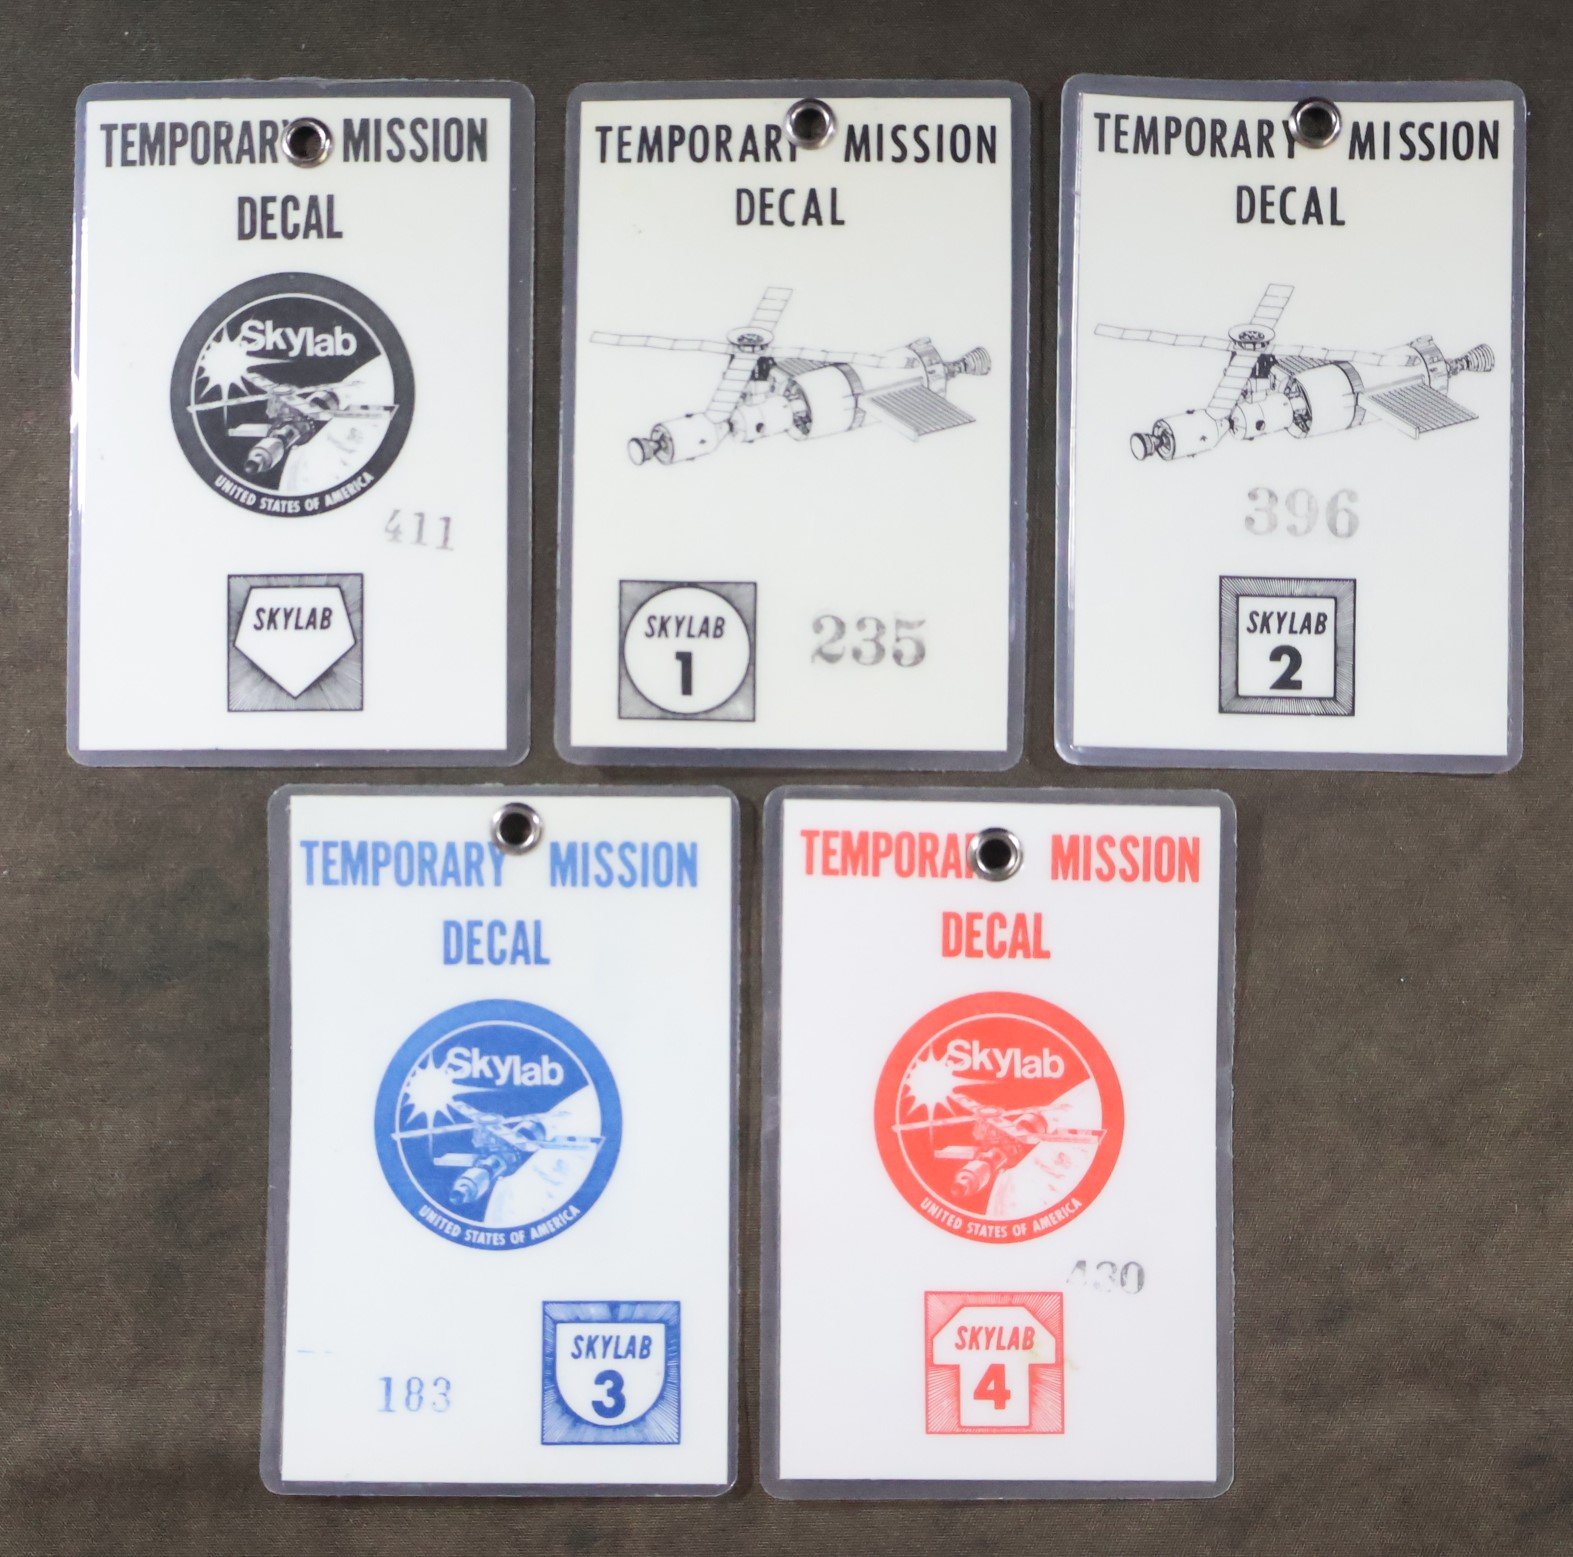 TEMPORARY MISSION
DECAL
Skylab
UNITED STATES OF AMERICA
411
SKYLAB
TEMPORARY MISSION
DECAL
SKYLAB
1
235
TEMPORARY MISSION
DECAL
396
SKYLAB
2
TEMPORARY MISSION
DECAL
Skylab
UNITED STATES OF AMERICA
183
SKYLAB
3
TEMPORARY MISSION
DECAL
Skylab
UNITED STATES OF AMERICA
430
SKYLAB
4